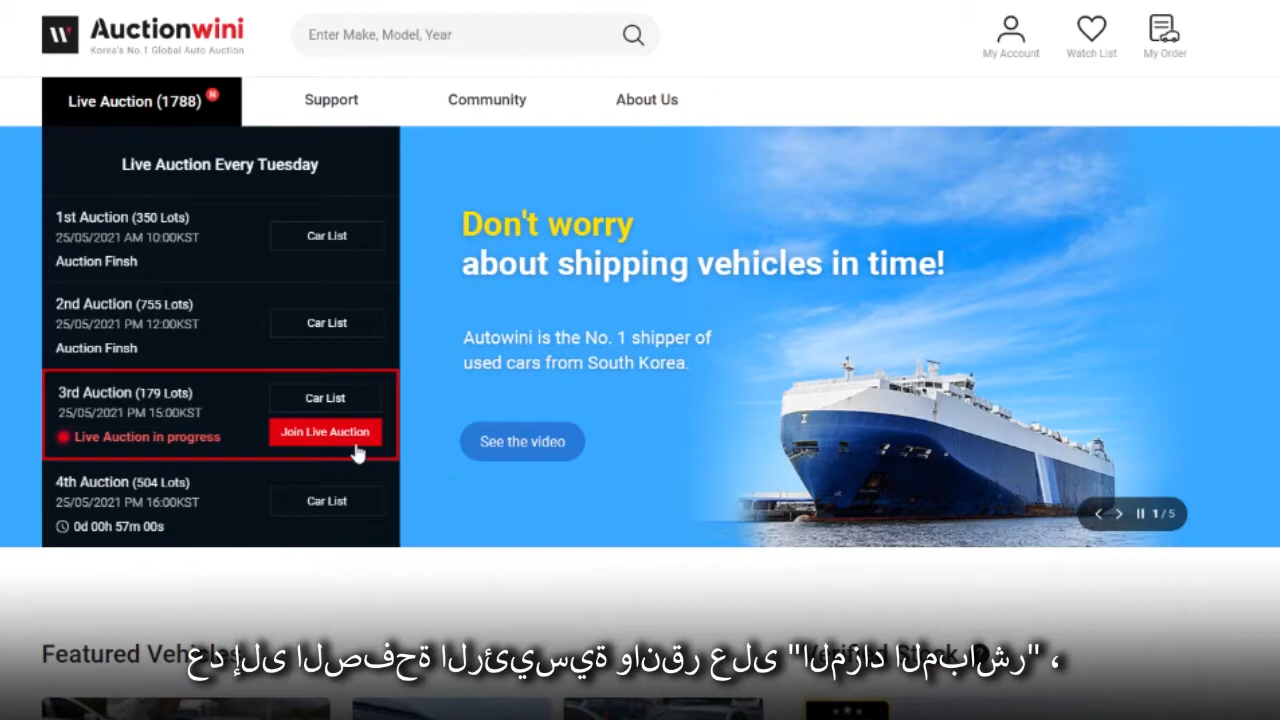 Auctionwini
Korea's No.1 Global Auto Auction
Enter Make, Model, Year
My Account
Watch List
My Order
Live Auction (1788) N
Support
Community
About Us
Live Auction Every Tuesday
1st Auction (350 Lots)
25/05/2021 AM 10:00KST
Car List
Auction Finsh
2nd Auction (755 Lots)
25/05/2021 PM 12:00KST
Car List
Auction Finsh
3rd Auction (179 Lots)
25/05/2021 PM 15:00KST
Car List
Live Auction in progress
Join Live Auction
4th Auction (504 Lots)
25/05/2021 PM 16:00KST
Car List
0d 00h 57m 00s
Don't worry
about shipping vehicles in time!
Autowini is the No. 1 shipper of
used cars from South Korea.
See the video
1/5
Featured Vehicles
عد إلى الصفحة الرئيسية وانقر على "المزاد المباشر" ،